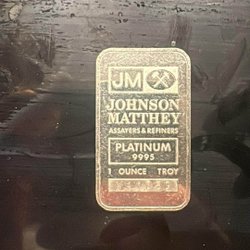 JM
JOHNSON
MATTHEY
ASSAYERS & REFINERS
PLATINUM
9995
1 OUNCE TROY